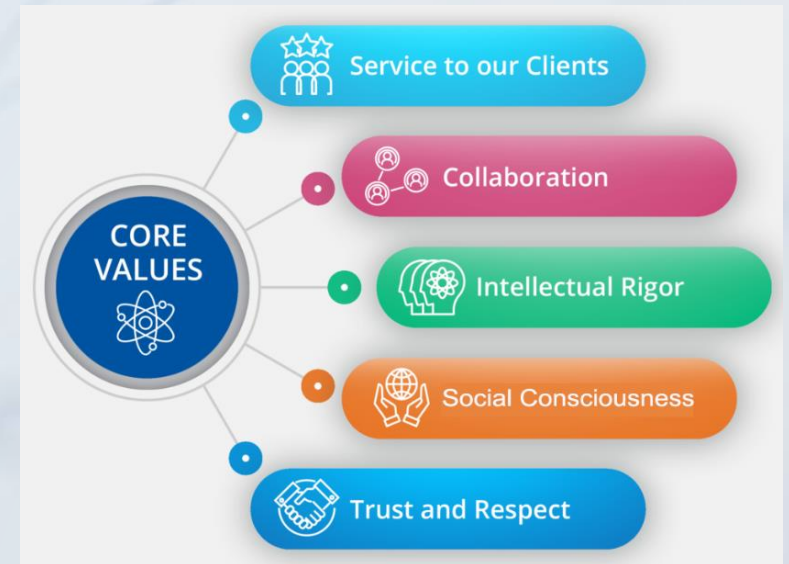 Service to our Clients
Collaboration
CORE
VALUES
Intellectual Rigor
Social Consciousness
Trust and Respect